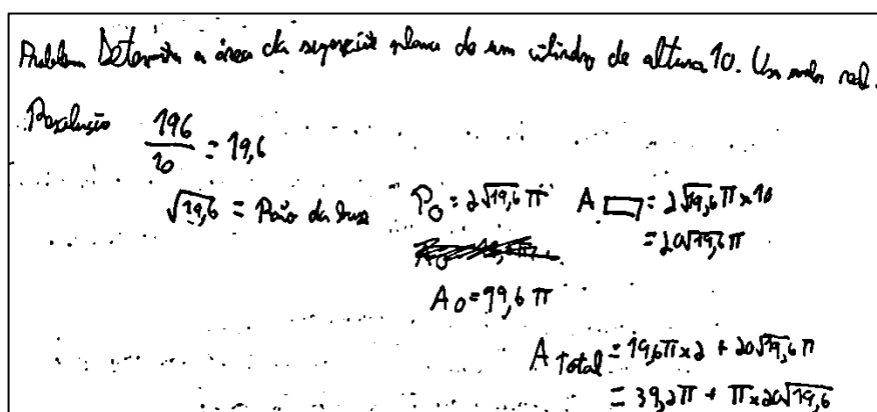 Problema Determina a área da superfície plana de um cilindro de altura 10. Usa
Resolução
196/10 = 19,6
√19,6 = Raio da base
P○ = 2√19,6 π
A▭ = 2√19,6 π×10
= 20√19,6 π
A○ = 19,6 π
A Total = 19,6π×2 + 20√19,6 π
= 39,2π + π×20√19,6